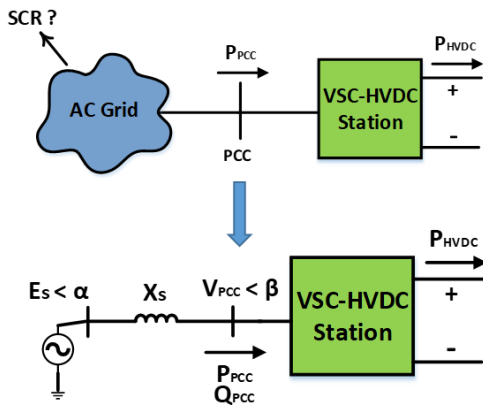 SCR ?
AC Grid
PPCC
PCC
VSC-HVDC
Station
PHVDC
+
-
ES < α
XS
VPCC < β
PPCC
QPCC
VSC-HVDC
Station
PHVDC
+
-